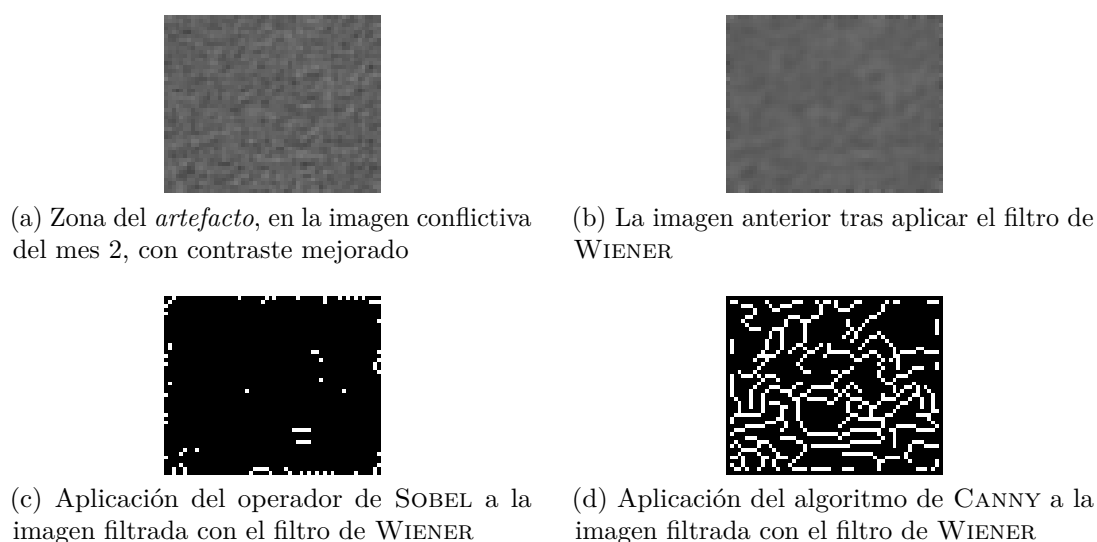 (a) Zona del artefacto, en la imagen conflictiva
del mes 2, con contraste mejorado
(b) La imagen anterior tras aplicar el filtro de
WIENER
(c) Aplicación del operador de SOBEL a la
imagen filtrada con el filtro de WIENER
(d) Aplicación del algoritmo de CANNY a la
imagen filtrada con el filtro de WIENER